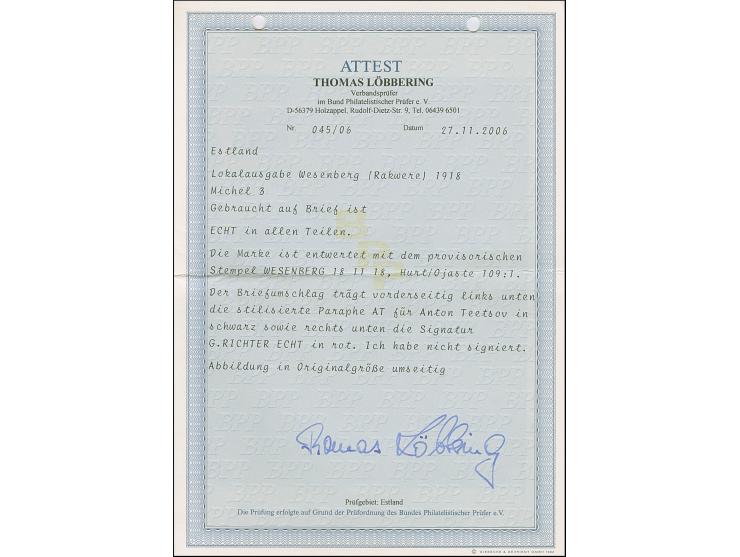 ATTEST
THOMAS LÖBBERING
Verbandsprüfer
im Bund Philatelistischer Prüfer e. V.
D-56379 Holzappel, Rudolf-Dietz-Str. 9, Tel. 06439 6501
Nr. 045/06 Datum 27.11.2006
Estland
Lokalausgabe Wesenberg (Rakwere) 1918
Michel 3
Gebraucht auf Brief ist
ECHT in allen Teilen.
Die Marke ist entwertet mit dem provisorischen
Stempel WESENBERG 18 11 18, Hurt/Ojaste 109:1.
Der Briefumschlag trägt vorderseitig links unten
die stilisierte Paraphe AT für Anton Teetsov in
schwarz sowie rechts unten die Signatur
G.RICHTER ECHT in rot. Ich habe nicht signiert.
Abbildung in Originalgröße umseitig
Thomas Löbbering
Prüfgebiet: Estland
Die Prüfung erfolgte auf Grund der Prüfordnung des Bundes Philatelistischer Prüfer e.V.